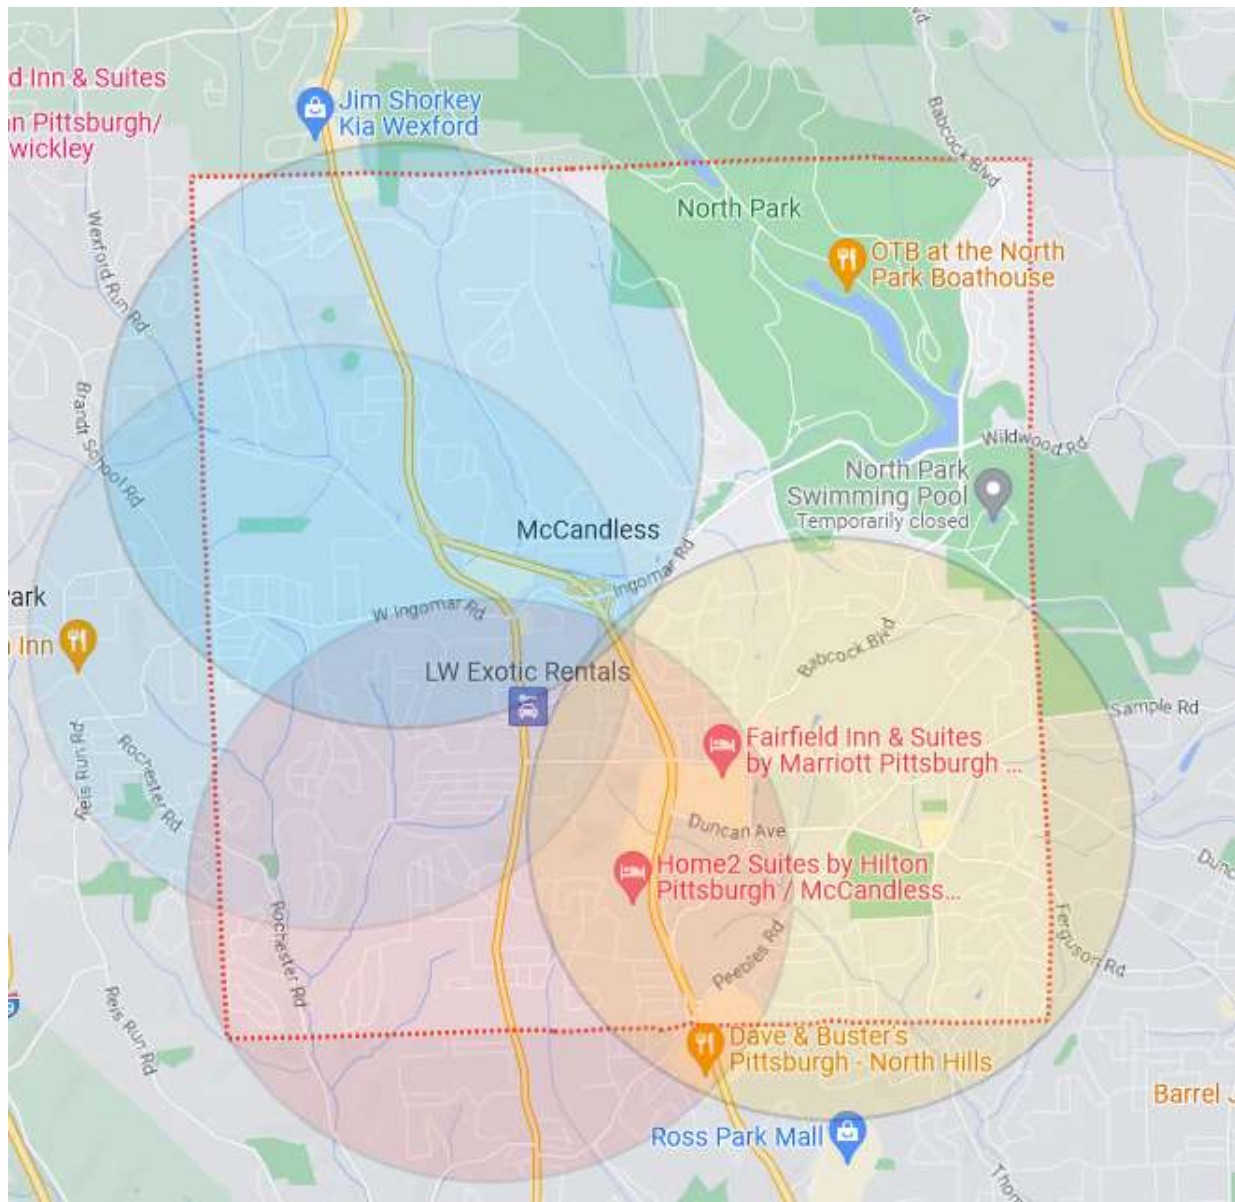 d Inn & Suites
an Pittsburgh/
wickley
Jim Shorkey
Kia Wexford
Babcock Blvd
North Park
OTB at the North
Park Boathouse
Wexford Run Rd
Brandt School Rd
Wildwood Rd
North Park
Swimming Pool
Temporarily closed
McCandless
Ingomar Rd
W Ingomar Rd
ark
Inn
LW Exotic Rentals
Babcock Blvd
Sample Rd
Fairfield Inn & Suites
by Marriott Pittsburgh ...
Reis Run Rd
Rochester Rd
Duncan Ave
Home2 Suites by Hilton
Pittsburgh / McCandless...
Dunc
Rochester Rd
Peebles Rd
Ferguson Rd
Reis Run Rd
Dave & Buster's
Pittsburgh - North Hills
Barrel J
Ross Park Mall
Thom